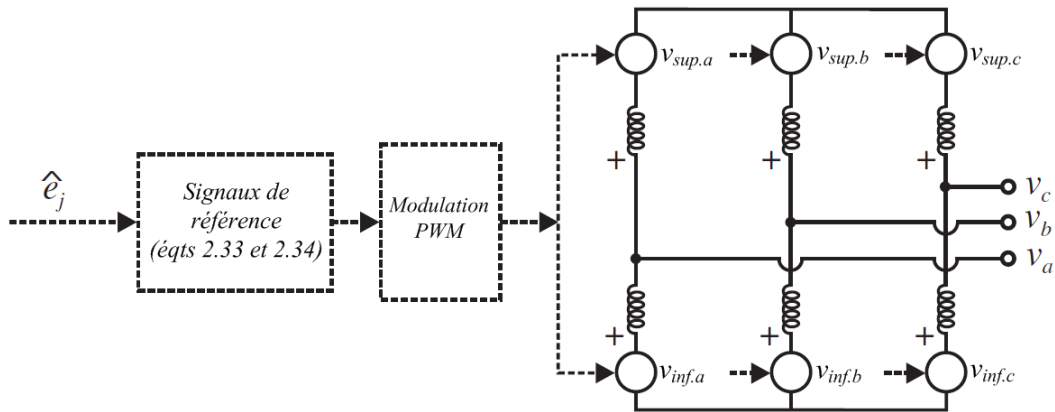 ê_j
Signaux de
référence
(éqts 2.33 et 2.34)
Modulation
PWM
v_sup.a
v_sup.b
v_sup.c
+
+
+
v_c
v_b
v_a
+
+
+
v_inf.a
v_inf.b
v_inf.c